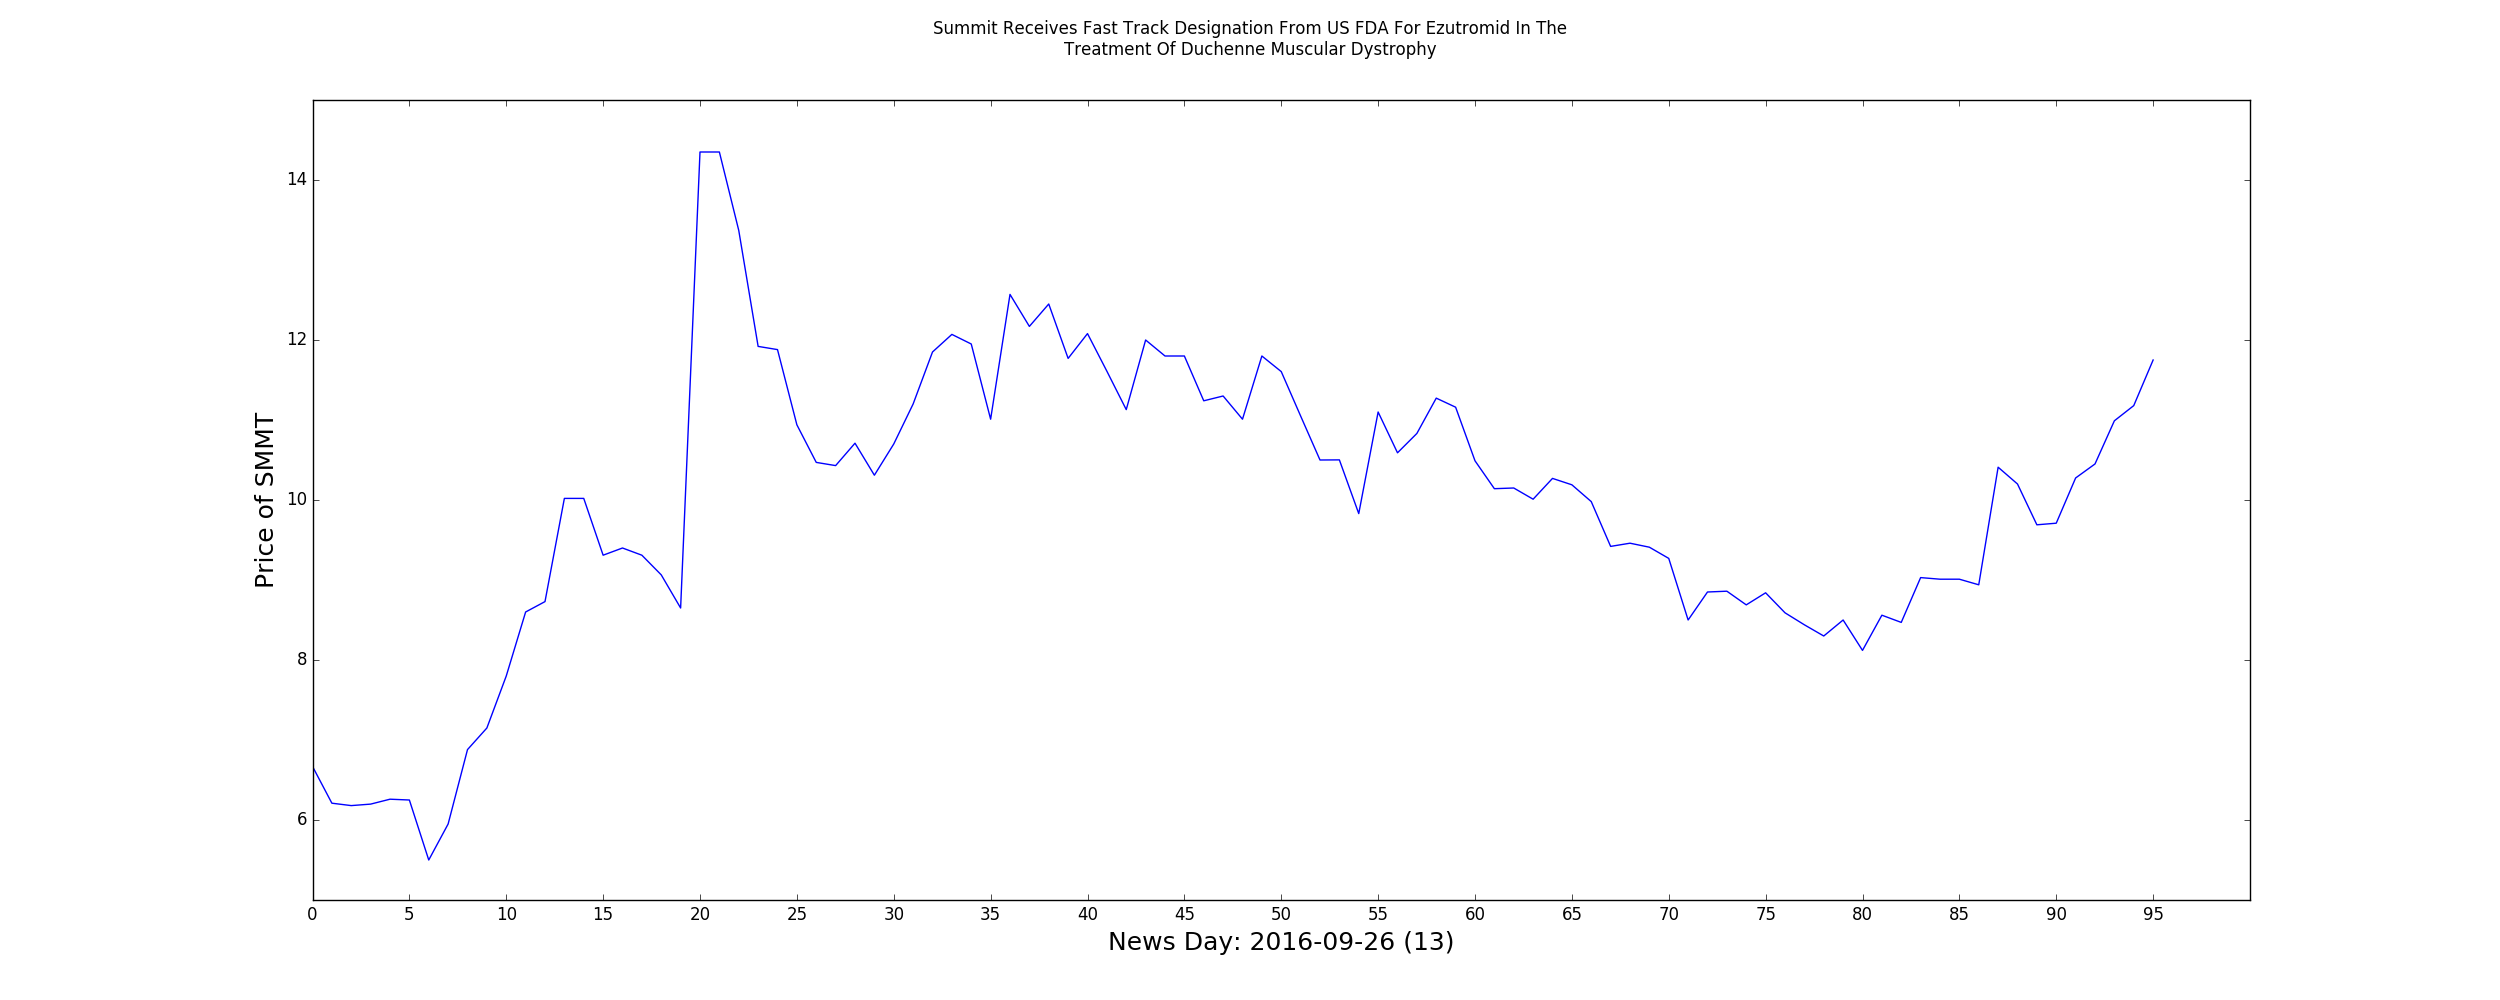 Summit Receives Fast Track Designation From US FDA For Ezutromid In The
Treatment Of Duchenne Muscular Dystrophy
14
12
10
8
6
Price of SMMT
0 5 10 15 20 25 30 35 40 45 50 55 60 65 70 75 80 85 90 95
News Day: 2016-09-26 (13)